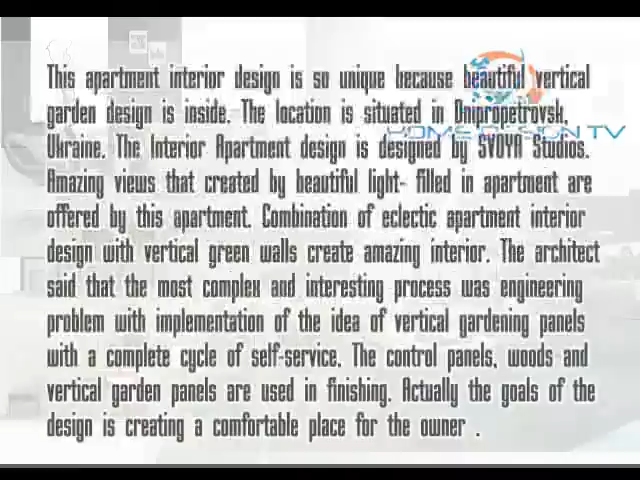 This apartment interior design is so unique because beautiful vertical
garden design is inside. The location is situated in Dnipropetrovsk,
HOME DESIGN TV
Ukraine. The Interior Apartment design is designed by SVOYA Studios.
Amazing views that created by beautiful light- filled in apartment are
offered by this apartment. Combination of eclectic apartment interior
design with vertical green walls create amazing interior. The architect
said that the most complex and interesting process was engineering
problem with implementation of the idea of vertical gardening panels
with a complete cycle of self-service. The control panels, woods and
vertical garden panels are used in finishing. Actually the goals of the
design is creating a comfortable place for the owner .